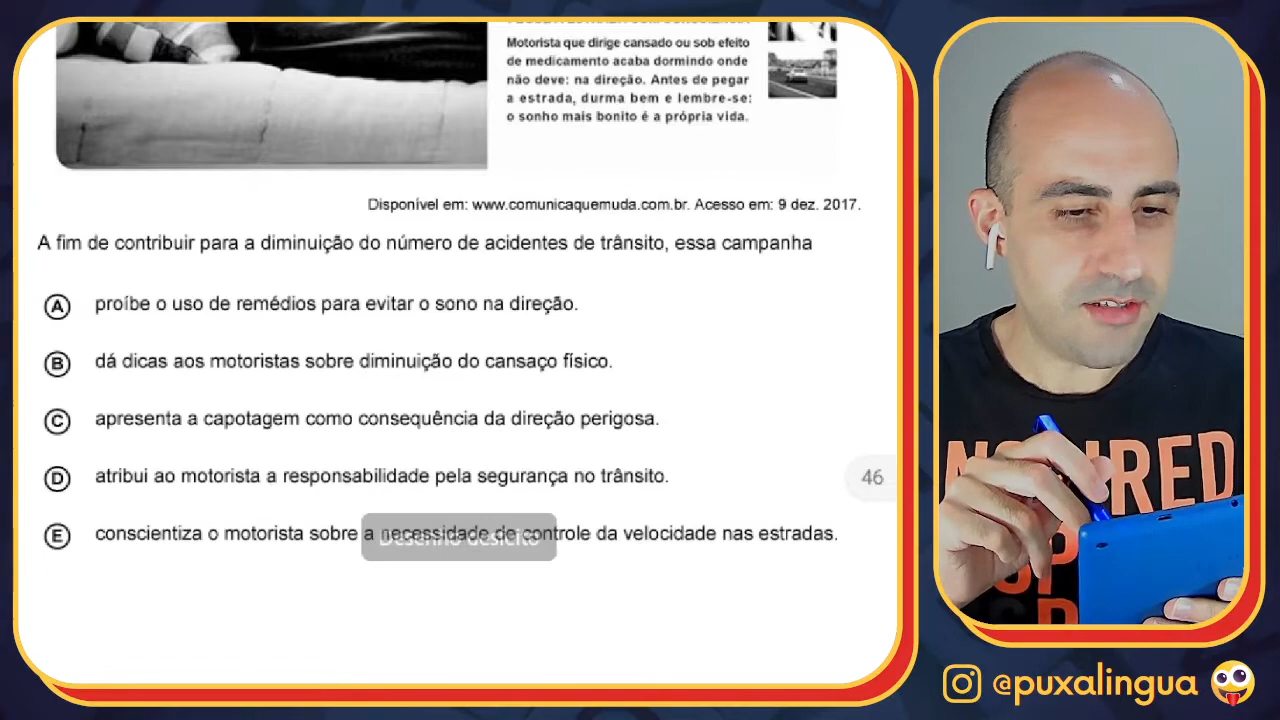 Motorista que dirige cansado ou sob efeito
de medicamento acaba dormindo onde
não deve: na direção. Antes de pegar
a estrada, durma bem e lembre-se:
o sonho mais bonito é a própria vida.
Disponível em: www.comunicaquemuda.com.br. Acesso em: 9 dez. 2017.
A fim de contribuir para a diminuição do número de acidentes de trânsito, essa campanha
A proíbe o uso de remédios para evitar o sono na direção.
B dá dicas aos motoristas sobre diminuição do cansaço físico.
C apresenta a capotagem como consequência da direção perigosa.
D atribui ao motorista a responsabilidade pela segurança no trânsito.
46
E conscientiza o motorista sobre a necessidade de controle da velocidade nas estradas.
Desenho desfeito
@puxalingua